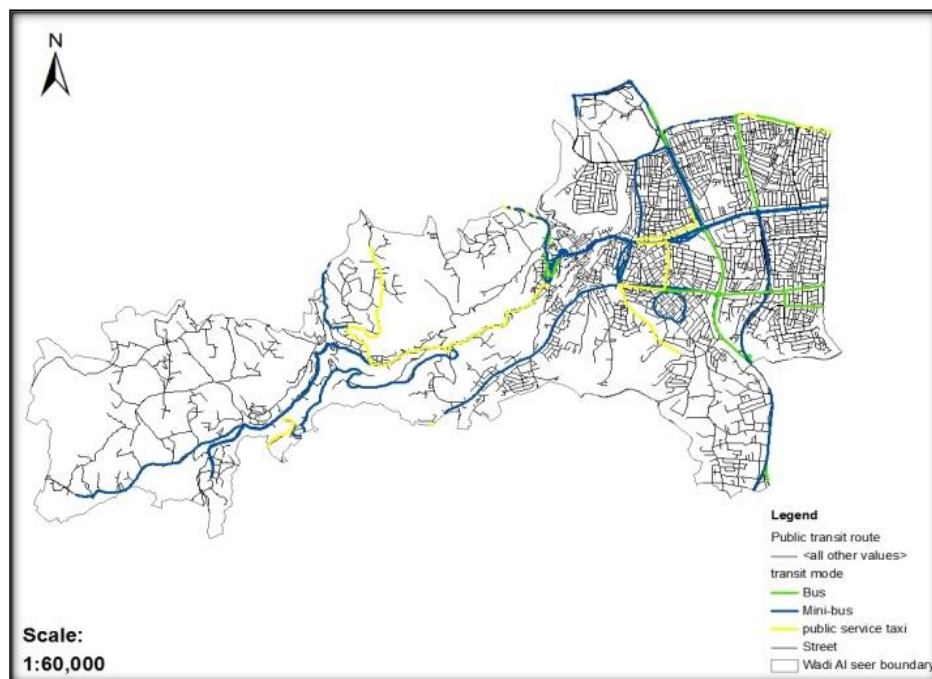 N
Legend
Public transit route
<all other values>
transit mode
Bus
Mini-bus
public service taxi
Street
Wadi Al seer boundary
Scale:
1:60,000